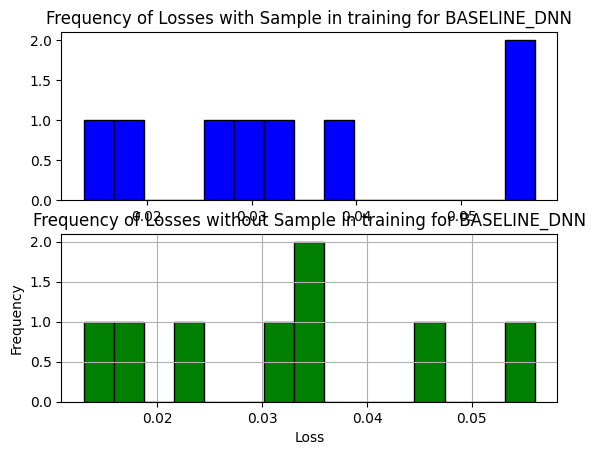 Frequency of Losses with Sample in training for BASELINE_DNN
2.0
1.5
1.0
0.5
0.0
0.02 0.03 0.04 0.05
Frequency of Losses without Sample in training for BASELINE_DNN
2.0
1.5
1.0
0.5
0.0
Frequency
0.02 0.03 0.04 0.05
Loss